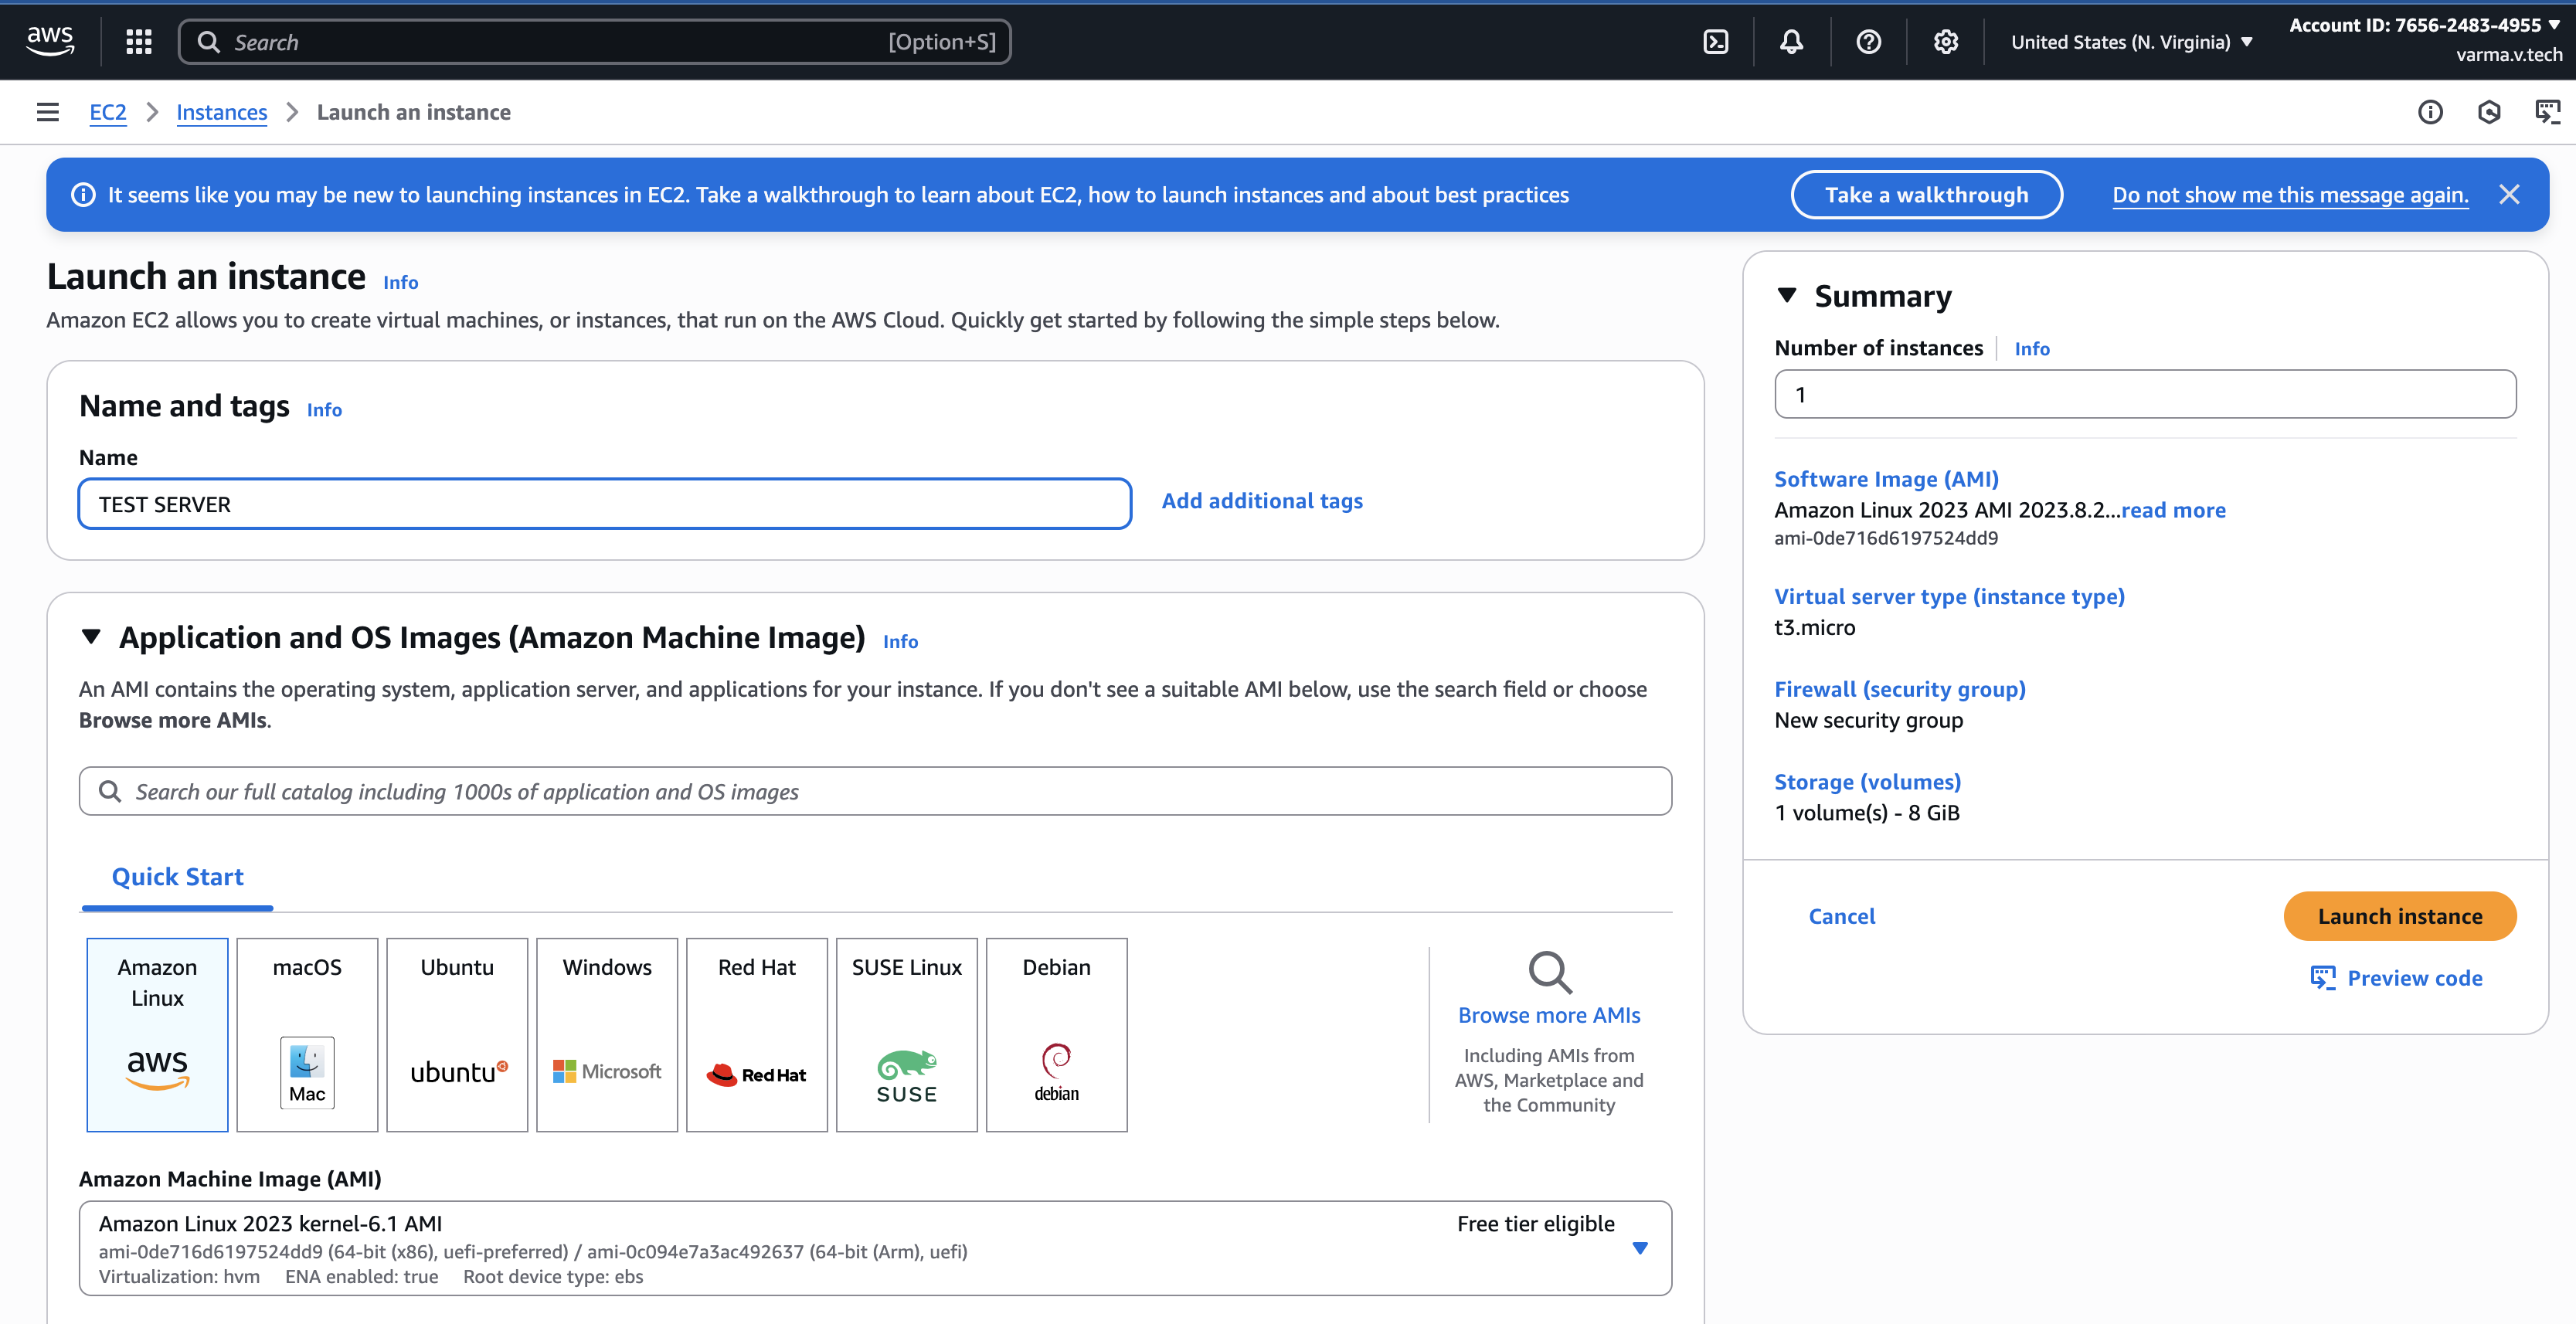 aws
Search [Option+S]
United States (N. Virginia)
Account ID: 7656-2483-4955
varma.v.tech
EC2 Instances Launch an instance
It seems like you may be new to launching instances in EC2. Take a walkthrough to learn about EC2, how to launch instances and about best practices
Take a walkthrough
Do not show me this message again.
Launch an instance Info
Amazon EC2 allows you to create virtual machines, or instances, that run on the AWS Cloud. Quickly get started by following the simple steps below.
Name and tags Info
Name
TEST SERVER
Add additional tags
Application and OS Images (Amazon Machine Image) Info
An AMI contains the operating system, application server, and applications for your instance. If you don't see a suitable AMI below, use the search field or choose
Browse more AMIs.
Search our full catalog including 1000s of application and OS images
Quick Start
Amazon
Linux
aws
macOS
Mac
Ubuntu
ubuntu
Windows
Microsoft
Red Hat
Red Hat
SUSE Linux
SUSE
Debian
debian
Browse more AMIs
Including AMIs from
AWS, Marketplace and
the Community
Amazon Machine Image (AMI)
Amazon Linux 2023 kernel-6.1 AMI
Free tier eligible
ami-0de716d6197524dd9 (64-bit (x86), uefi-preferred) / ami-0c094e7a3ac492637 (64-bit (Arm), uefi)
Virtualization: hvm ENA enabled: true Root device type: ebs
Summary
Number of instances Info
1
Software Image (AMI)
Amazon Linux 2023 AMI 2023.8.2...read more
ami-0de716d6197524dd9
Virtual server type (instance type)
t3.micro
Firewall (security group)
New security group
Storage (volumes)
1 volume(s) - 8 GiB
Cancel
Launch instance
Preview code